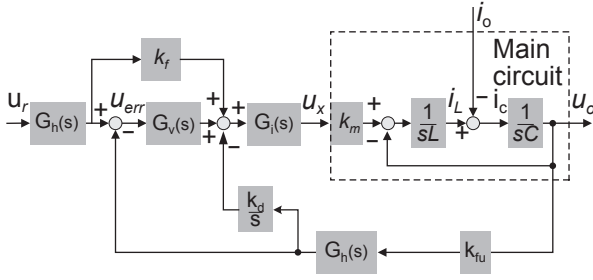 i_o
Main
circuit
k_f
u_r
G_h(s)
+
−
u_err
G_v(s)
+
+
+
−
G_i(s)
u_x
k_m
+
−
1
sL
i_L
+
−
i_c
1
sC
u_o
k_d
s
G_h(s)
k_fu